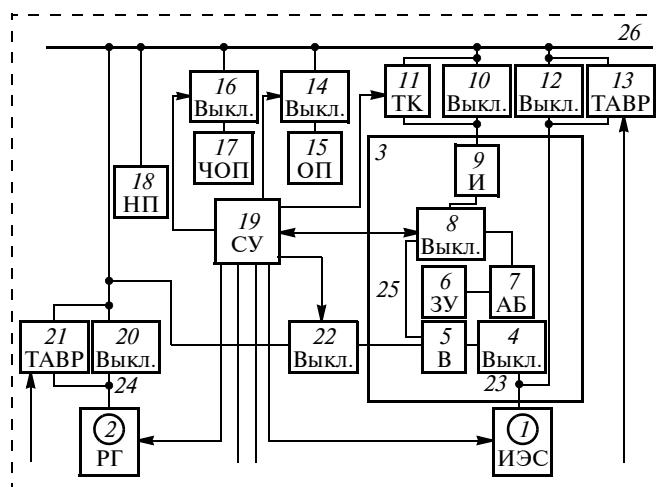 26
16
Выкл.
14
Выкл.
11
ТК
10
Выкл.
12
Выкл.
13
ТАВР
17
ЧОП
15
ОП
3
9
И
18
НП
19
СУ
8
Выкл.
25
6
ЗУ
7
АБ
21
ТАВР
20
Выкл.
22
Выкл.
5
В
4
Выкл.
24
23
2
РГ
1
ИЭС